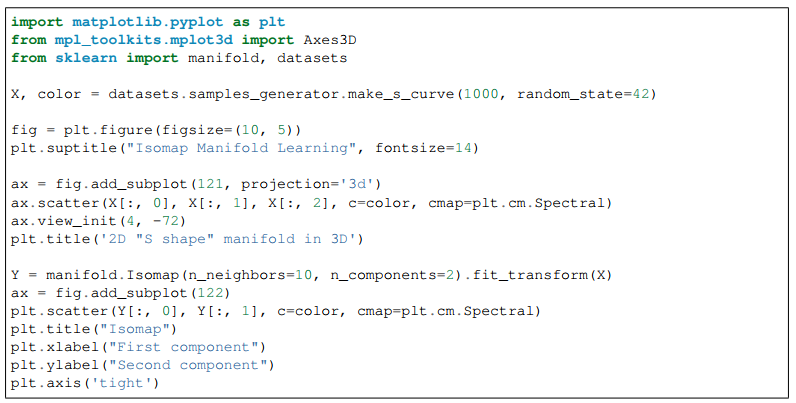 import matplotlib.pyplot as plt
from mpl_toolkits.mplot3d import Axes3D
from sklearn import manifold, datasets
X, color = datasets.samples_generator.make_s_curve(1000, random_state=42)
fig = plt.figure(figsize=(10, 5))
plt.suptitle("Isomap Manifold Learning", fontsize=14)
ax = fig.add_subplot(121, projection='3d')
ax.scatter(X[:, 0], X[:, 1], X[:, 2], c=color, cmap=plt.cm.Spectral)
ax.view_init(4, -72)
plt.title('2D "S shape" manifold in 3D')
Y = manifold.Isomap(n_neighbors=10, n_components=2).fit_transform(X)
ax = fig.add_subplot(122)
plt.scatter(Y[:, 0], Y[:, 1], c=color, cmap=plt.cm.Spectral)
plt.title("Isomap")
plt.xlabel("First component")
plt.ylabel("Second component")
plt.axis('tight')